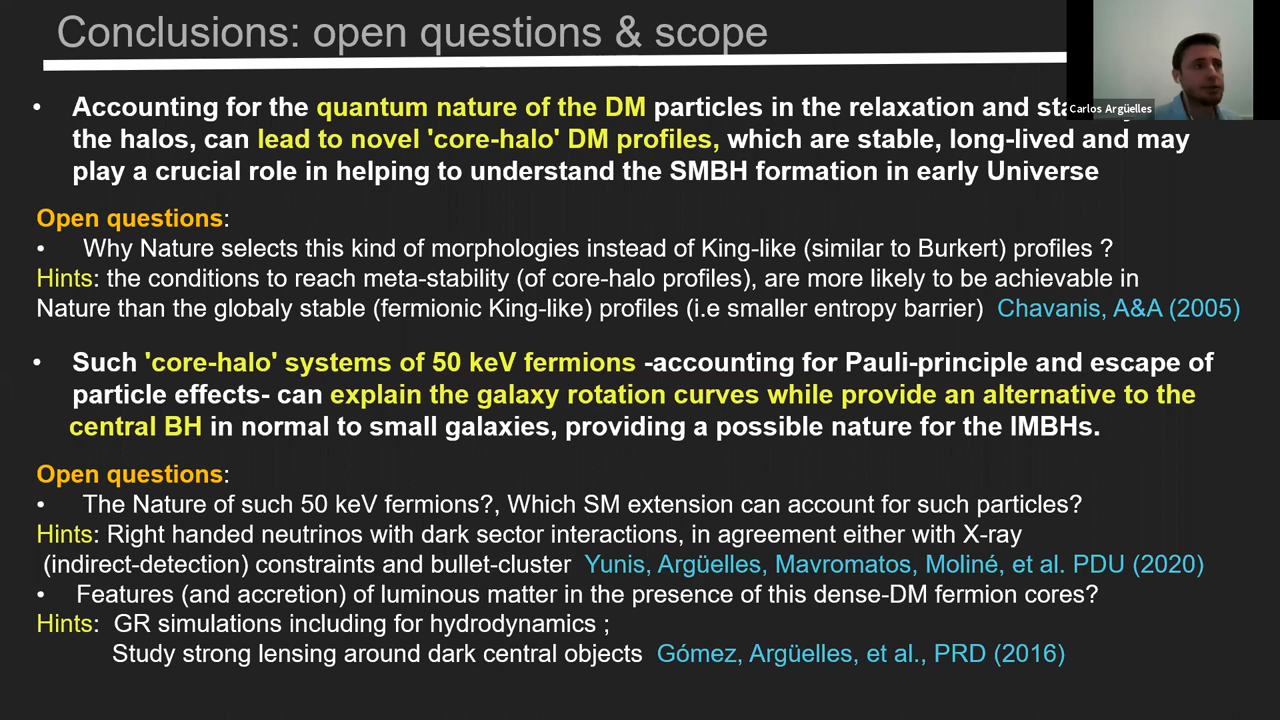 Conclusions: open questions & scope
Carlos Argüelles
• Accounting for the quantum nature of the DM particles in the relaxation and
the halos, can lead to novel 'core-halo' DM profiles, which are stable, long-lived and may
play a crucial role in helping to understand the SMBH formation in early Universe
Open questions:
• Why Nature selects this kind of morphologies instead of King-like (similar to Burkert) profiles ?
Hints: the conditions to reach meta-stability (of core-halo profiles), are more likely to be achievable in
Nature than the globaly stable (fermionic King-like) profiles (i.e smaller entropy barrier) Chavanis, A&A (2005)
• Such 'core-halo' systems of 50 keV fermions -accounting for Pauli-principle and escape of
particle effects- can explain the galaxy rotation curves while provide an alternative to the
central BH in normal to small galaxies, providing a possible nature for the IMBHs.
Open questions:
• The Nature of such 50 keV fermions?, Which SM extension can account for such particles?
Hints: Right handed neutrinos with dark sector interactions, in agreement either with X-ray
(indirect-detection) constraints and bullet-cluster Yunis, Argüelles, Mavromatos, Moliné, et al. PDU (2020)
• Features (and accretion) of luminous matter in the presence of this dense-DM fermion cores?
Hints: GR simulations including for hydrodynamics ;
Study strong lensing around dark central objects Gómez, Argüelles, et al., PRD (2016)